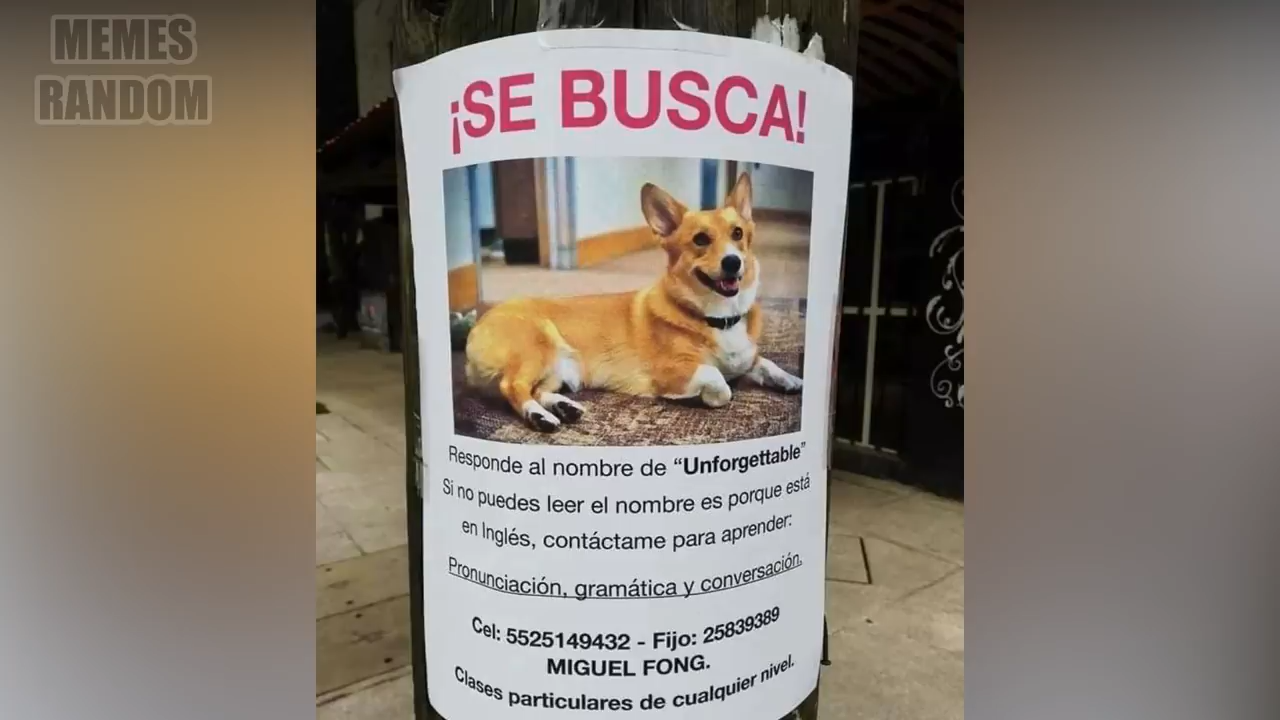 MEMES
RANDOM
¡SE BUSCA!
Responde al nombre de “Unforgettable”
Si no puedes leer el nombre es porque está
en Inglés, contáctame para aprender:
Pronunciación, gramática y conversación.
Cel: 5525149432 - Fijo: 25839389
MIGUEL FONG.
Clases particulares de cualquier nivel.